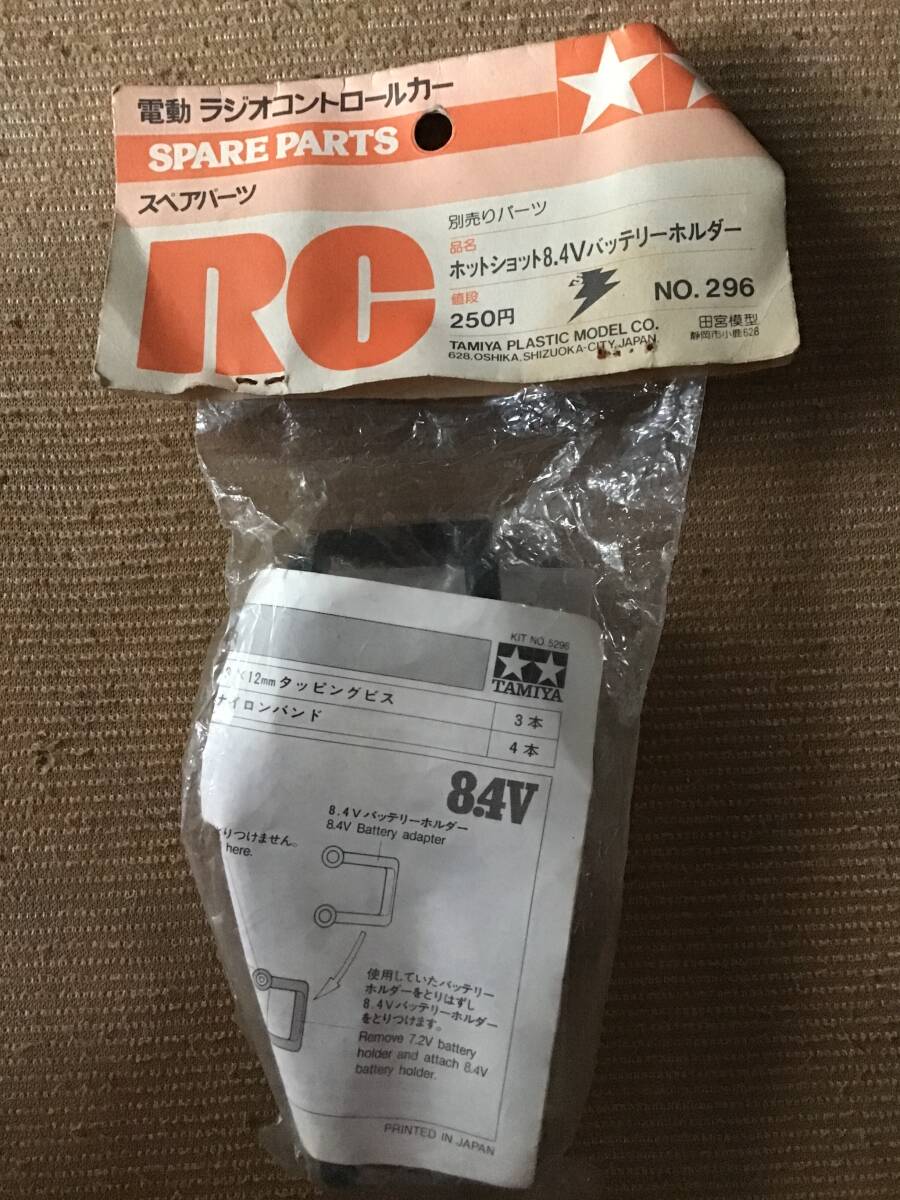 電動 ラジオコントロールカー
SPARE PARTS
スペアパーツ
RC
別売りパーツ
品名
ホットショット8.4Vバッテリーホルダー
値段
250円
NO. 296
TAMIYA PLASTIC MODEL CO.
628, OSHIKA, SHIZUOKA-CITY, JAPAN.
田宮模型
静岡市小鹿628
KIT NO. 5296
TAMIYA
×12mmタッピングビス
3本
ナイロンバンド
4本
8.4V
8.4Vバッテリーホルダー
8.4V Battery adapter
とりつけません。
here.
使用していたバッテリー
ホルダーをとりはずし
8.4Vバッテリーホルダー
をとりつけます。
Remove 7.2V battery
holder and attach 8.4V
battery holder.
PRINTED IN JAPAN